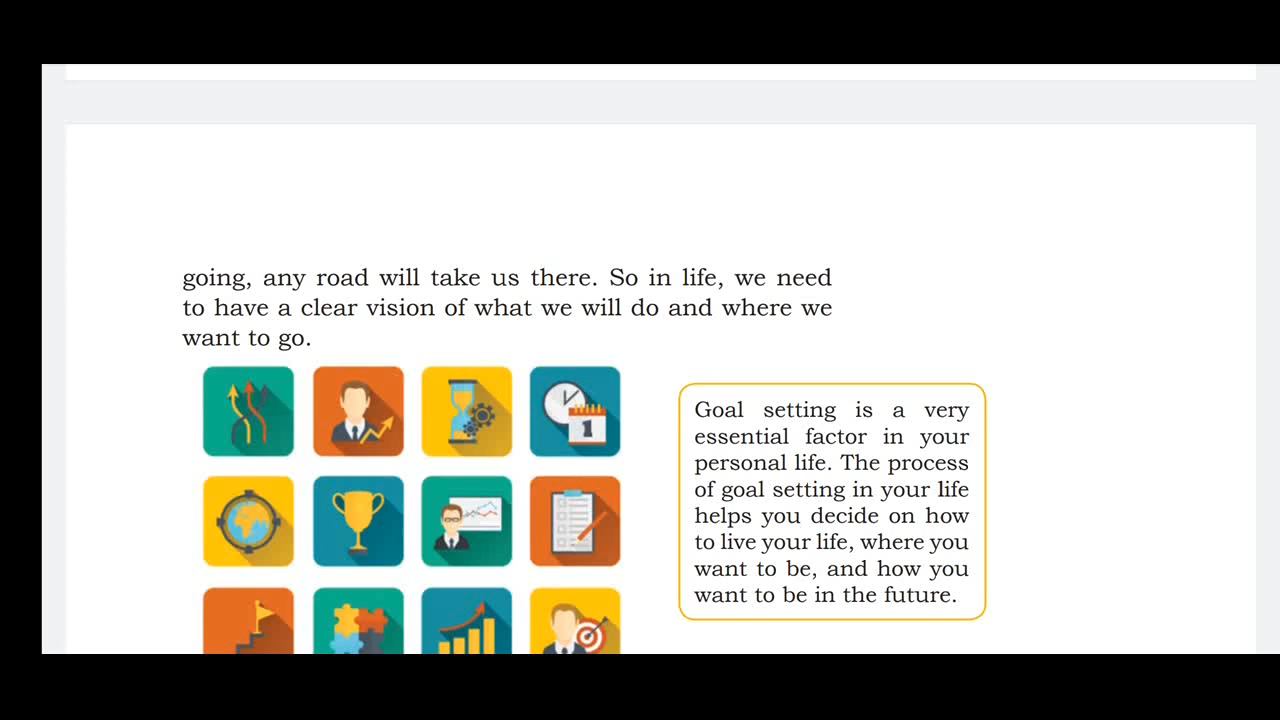 going, any road will take us there. So in life, we need
to have a clear vision of what we will do and where we
want to go.
1
Goal setting is a very
essential factor in your
personal life. The process
of goal setting in your life
helps you decide on how
to live your life, where you
want to be, and how you
want to be in the future.